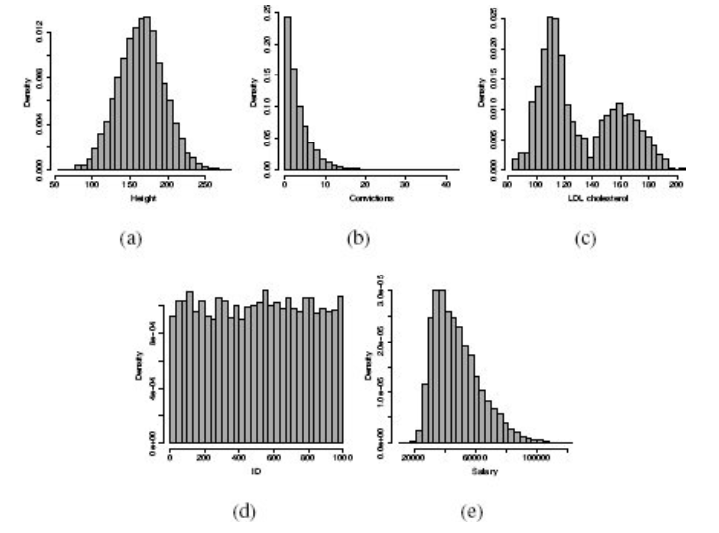 Density
0.000 0.004 0.008 0.012
50 100 150 200 250
Height
(a)
Density
0.00 0.05 0.10 0.15 0.20 0.25
0 10 20 30 40
Convictions
(b)
Density
0.000 0.005 0.010 0.015 0.020 0.025
80 100 120 140 160 180 200
LDL cholesterol
(c)
Density
0e+00 4e-04 8e-04
0 200 400 600 800 1000
ID
(d)
Density
0.0e+00 1.0e-05 2.0e-05 3.0e-05
20000 60000 100000
Salary
(e)